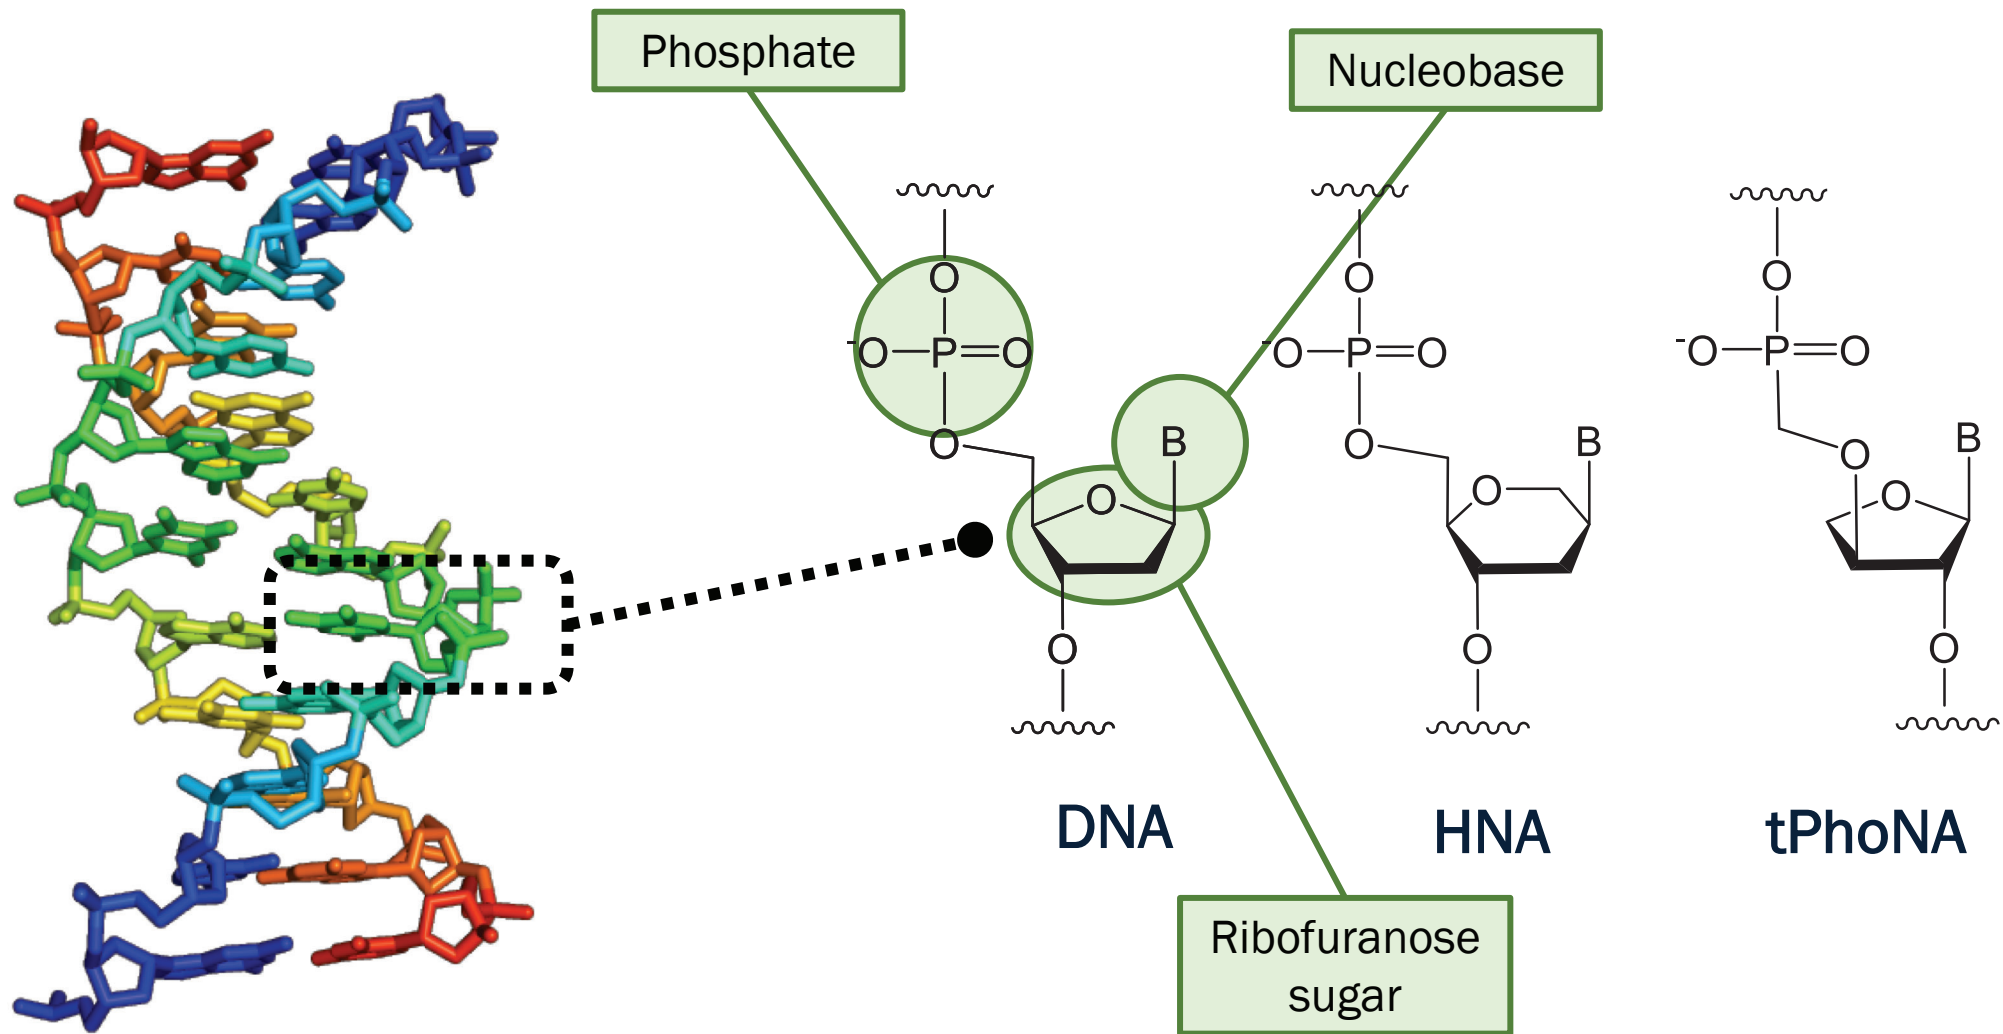 Phosphate
Nucleobase
O
-O P O
O
B
O
O
O
-O P O
O
B
O
O
O
-O P O
O
B
O
O
DNA
HNA
tPhoNA
Ribofuranose
sugar